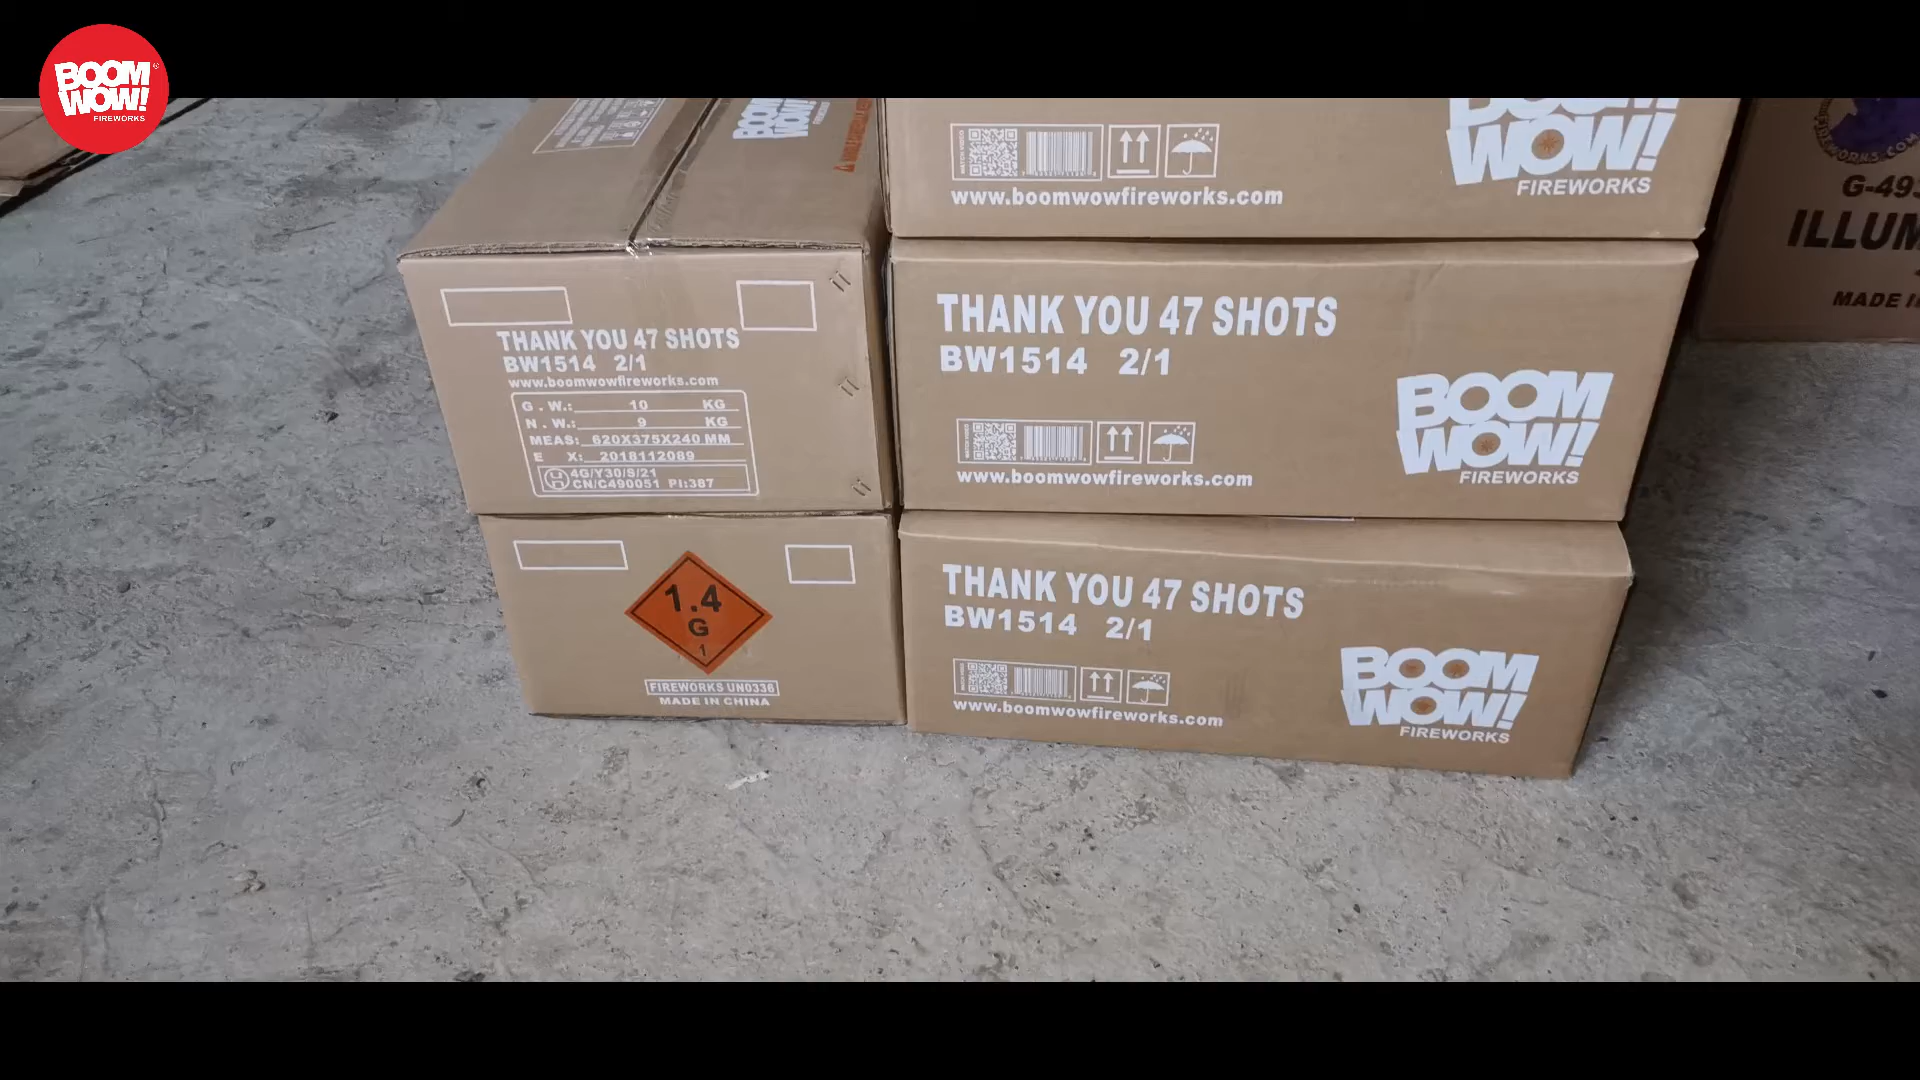 BOOM
WOW!
FIREWORKS
BOOM
WOW!
WOW!
FIREWORKS
www.boomwowfireworks.com
G-49
ILLUM
MADE I
THANK YOU 47 SHOTS
BW1514 2/1
www.boomwowfireworks.com
G.W.: 10 KG
N.W.: 9 KG
MEAS: 620X375X240 MM
E X: 2018112089
4G/Y30/S/21
CN/C490051 PI:387
THANK YOU 47 SHOTS
BW1514 2/1
BOOM
WOW!
FIREWORKS
www.boomwowfireworks.com
1.4
G
1
FIREWORKS UN0336
MADE IN CHINA
THANK YOU 47 SHOTS
BW1514 2/1
BOOM
WOW!
FIREWORKS
www.boomwowfireworks.com